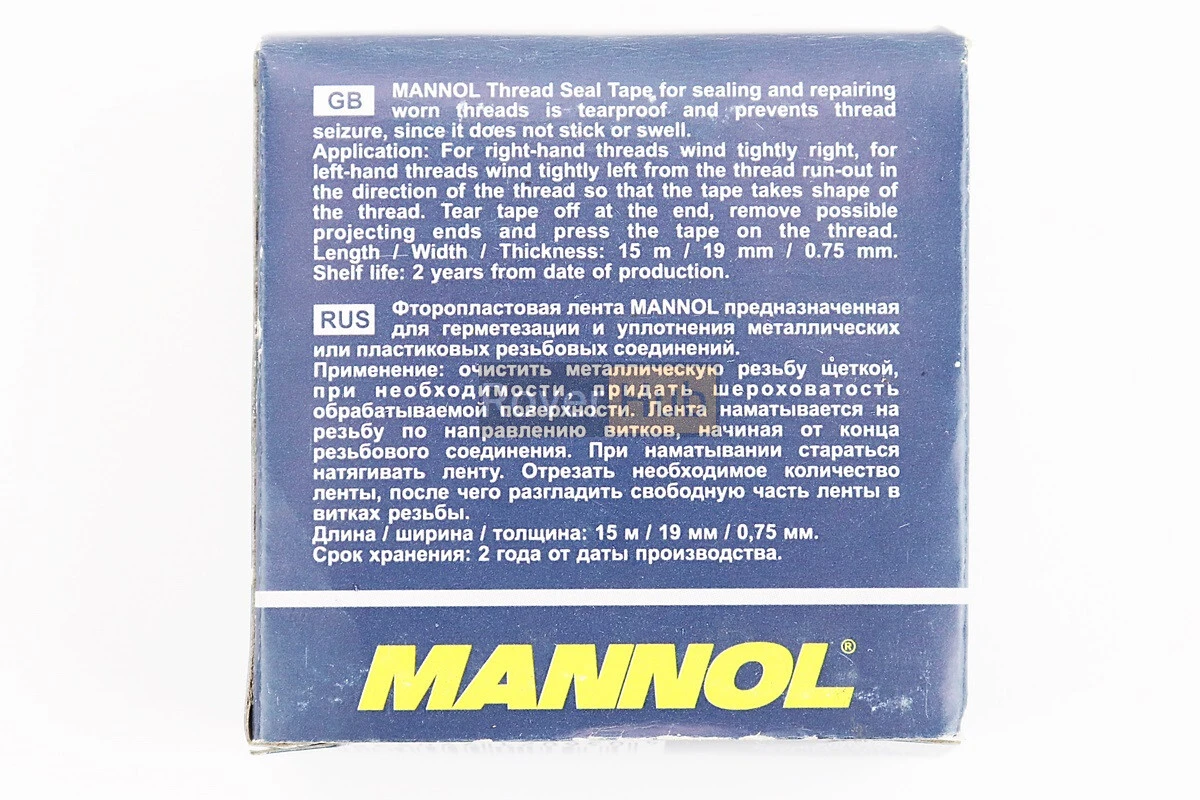 GB MANNOL Thread Seal Tape for sealing and repairing
worn threads is tearproof and prevents thread
seizure, since it does not stick or swell.
Application: For right-hand threads wind tightly right, for
left-hand threads wind tightly left from the thread run-out in
the direction of the thread so that the tape takes shape of
the thread. Tear tape off at the end, remove possible
projecting ends and press the tape on the thread.
Length / Width / Thickness: 15 m / 19 mm / 0.75 mm.
Shelf life: 2 years from date of production.
RUS Фторопластовая лента MANNOL предназначенная
для герметезации и уплотнения металлических
или пластиковых резьбовых соединений.
Применение: очистить металлическую резьбу щеткой,
при необходимости, придать шероховатость
обрабатываемой поверхности. Лента наматывается на
резьбу по направлению витков, начиная от конца
резьбового соединения. При наматывании стараться
натягивать ленту. Отрезать необходимое количество
ленты, после чего разгладить свободную часть ленты в
витках резьбы.
Длина / ширина / толщина: 15 м / 19 мм / 0,75 мм.
Срок хранения: 2 года от даты производства.
MANNOL®